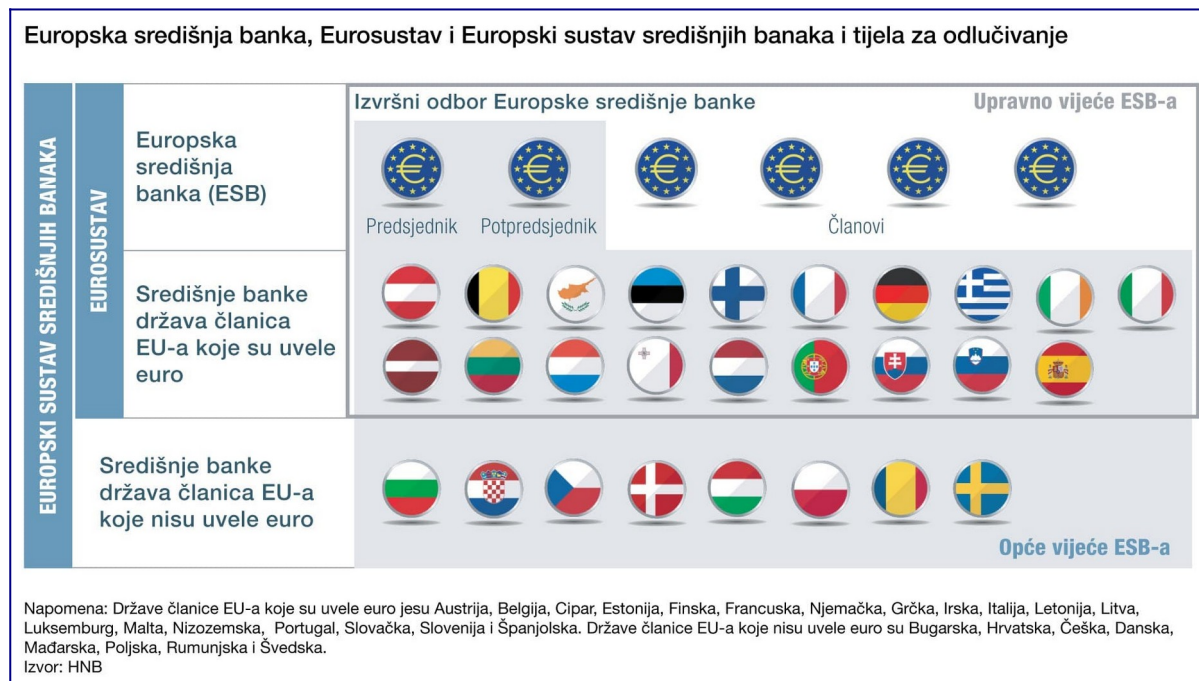 Europska središnja banka, Eurosustav i Europski sustav središnjih banaka i tijela za odlučivanje
EUROPSKI SUSTAV SREDIŠNJIH BANAKA
EUROSUSTAV
Europska
središnja
banka (ESB)
Izvršni odbor Europske središnje banke
Upravno vijeće ESB-a
Predsjednik
Potpredsjednik
Članovi
Središnje banke
država članica
EU-a koje su uvele
euro
Središnje banke
država članica EU-a
koje nisu uvele euro
Opće vijeće ESB-a
Napomena: Države članice EU-a koje su uvele euro jesu Austrija, Belgija, Cipar, Estonija, Finska, Francuska, Njemačka, Grčka, Irska, Italija, Letonija, Litva,
Luksemburg, Malta, Nizozemska, Portugal, Slovačka, Slovenija i Španjolska. Države članice EU-a koje nisu uvele euro su Bugarska, Hrvatska, Češka, Danska,
Mađarska, Poljska, Rumunjska i Švedska.
Izvor: HNB